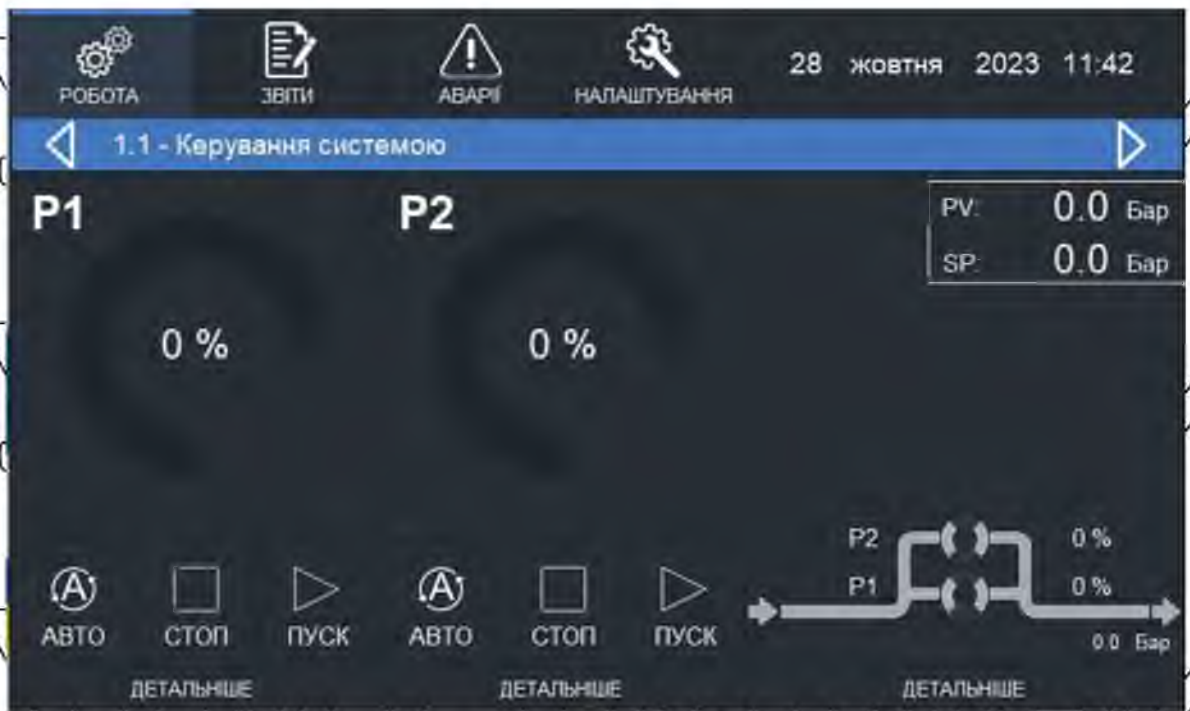 РОБОТА ЗВІТИ АВАРІЇ НАЛАШТУВАННЯ 28 жовтня 2023 11:42
1.1 - Керування системою
P1 P2 PV: 0.0 Бар
SP: 0.0 Бар
0 % 0 %
P2 0 %
P1 0 %
АВТО СТОП ПУСК АВТО СТОП ПУСК 0.0 Бар
ДЕТАЛЬНІШЕ ДЕТАЛЬНІШЕ ДЕТАЛЬНІШЕ